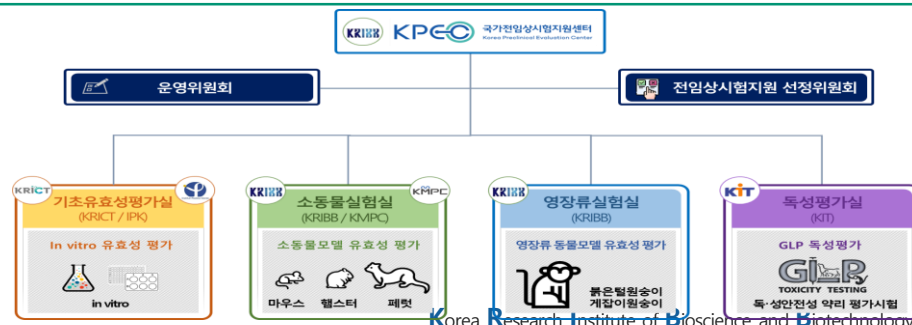 KRIBB KPEC 국가전임상시험지원센터
Korea Preclinical Evaluation Center
운영위원회
전임상시험지원 선정위원회
KRICT
기초유효성평가실
(KRICT / IPK)
In vitro 유효성 평가
in vitro
KRIBB
KMPC
소동물실험실
(KRIBB / KMPC)
소동물모델 유효성 평가
마우스 햄스터 페럿
KRIBB
영장류실험실
(KRIBB)
영장류 동물모델 유효성 평가
붉은털원숭이
게잡이원숭이
KIT
독성평가실
(KIT)
GLP 독성평가
GLP
TOXICITY TESTING
독·성안전성 약리 평가시험
Korea Research Institute of Bioscience and Biotechnology